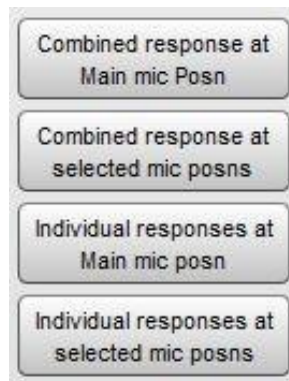 Combined response at
Main mic Posn
Combined response at
selected mic posns
Individual responses at
Main mic posn
Individual responses at
selected mic posns